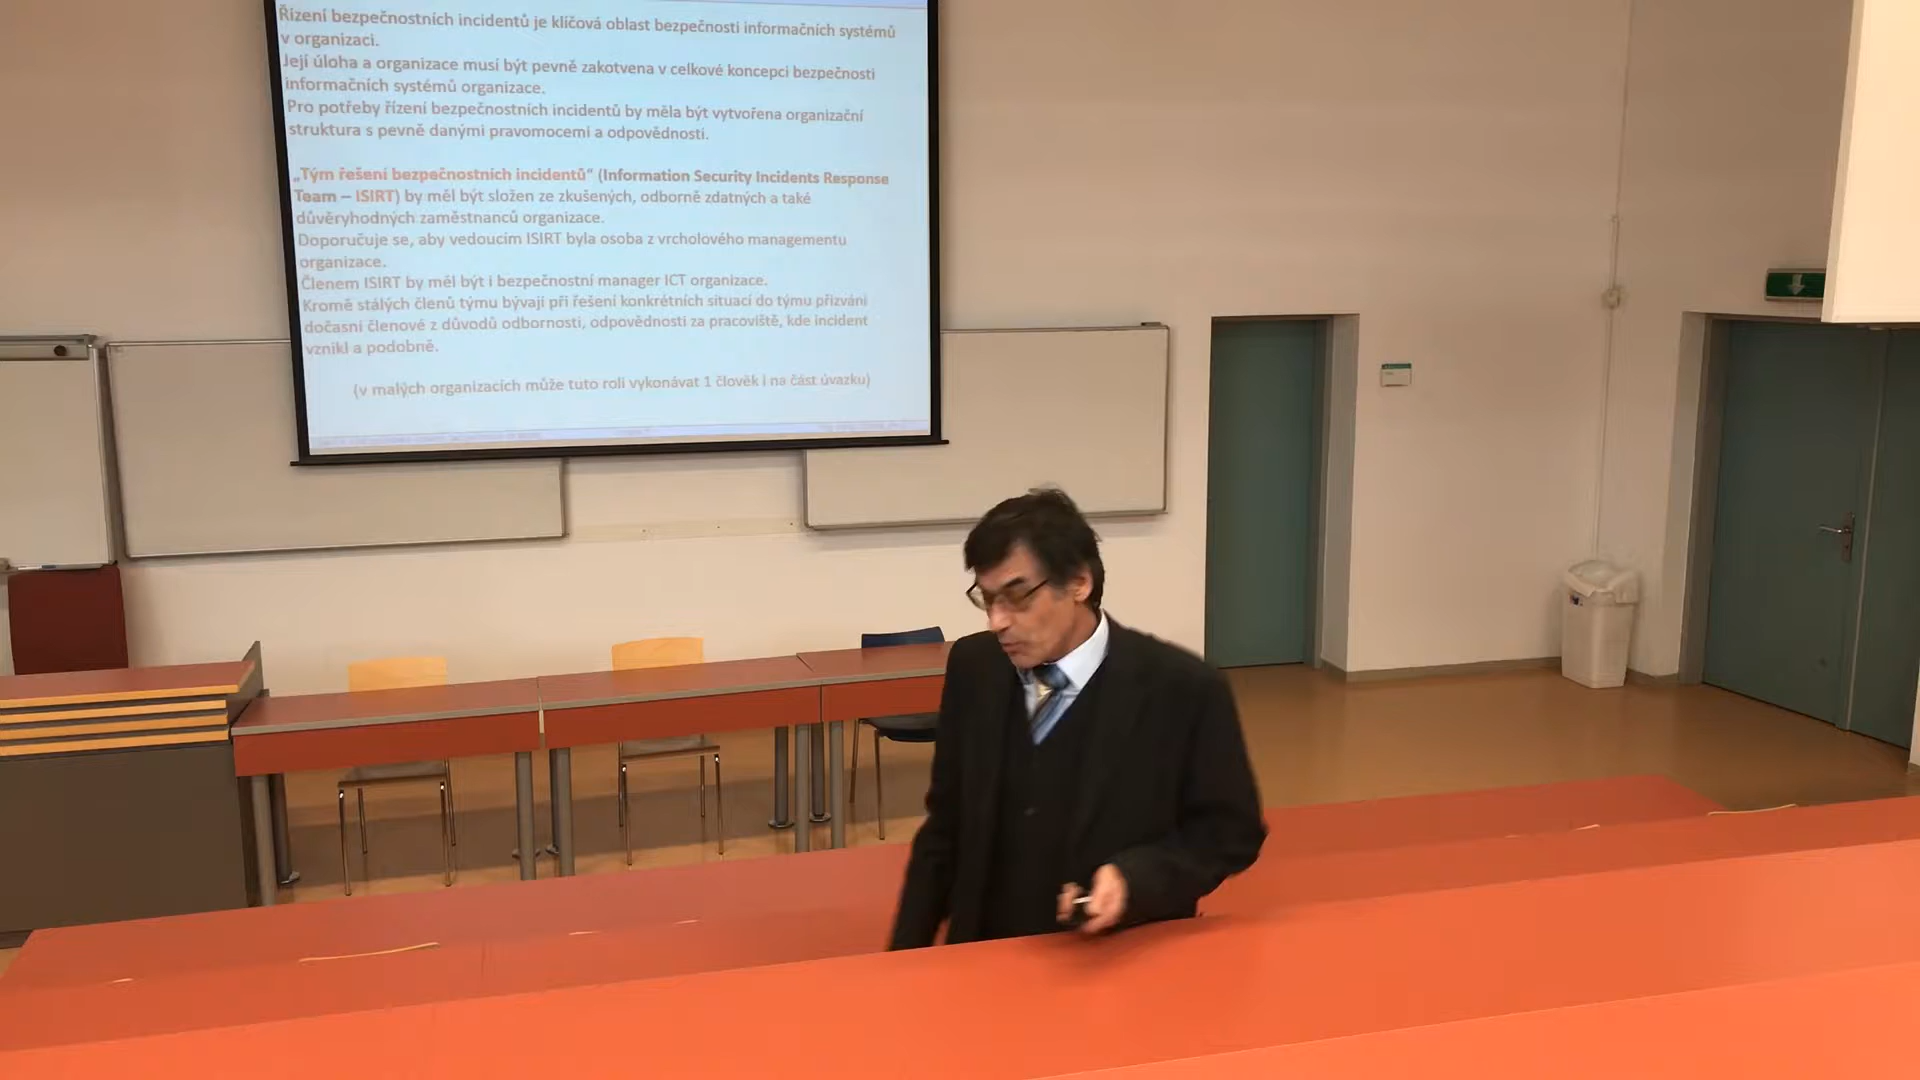 Řízení bezpečnostních incidentů je klíčová oblast bezpečnosti informačních systémů
v organizaci.
Její úloha a organizace musí být pevně zakotvena v celkové koncepci bezpečnosti
informačních systémů organizace.
Pro potřeby řízení bezpečnostních incidentů by měla být vytvořena organizační
struktura s pevně danými pravomocemi a odpovědností.
„Tým řešení bezpečnostních incidentů“ (Information Security Incidents Response
Team – ISIRT) by měl být složen ze zkušených, odborně zdatných a také
důvěryhodných zaměstnanců organizace.
Doporučuje se, aby vedoucím ISIRT byla osoba z vrcholového managementu
organizace.
Členem ISIRT by měl být i bezpečnostní manager ICT organizace.
Kromě stálých členů týmu bývají při řešení konkrétních situací do týmu přizváni
dočasní členové z důvodů odbornosti, odpovědnosti za pracoviště, kde incident
vznikl a podobně.
(v malých organizacích může tuto roli vykonávat 1 člověk i na část úvazku)